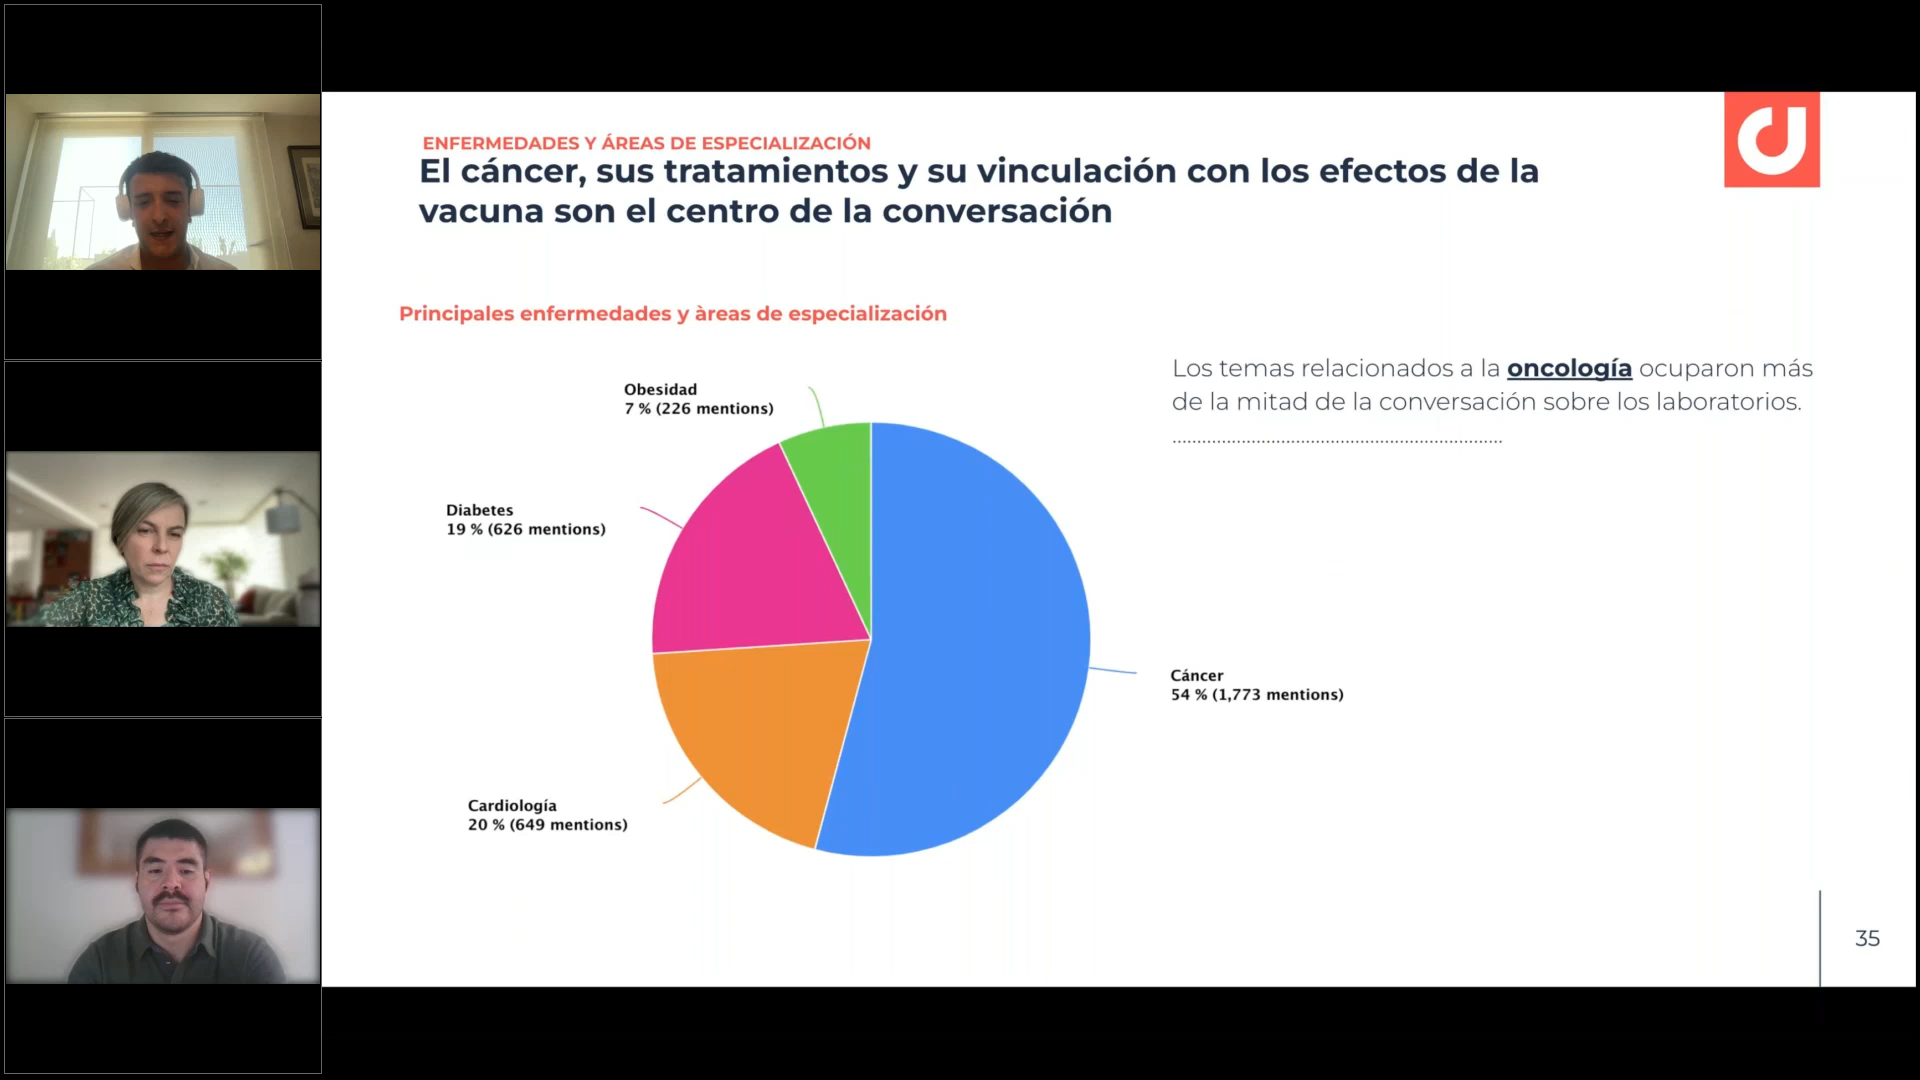 ENFERMEDADES Y ÁREAS DE ESPECIALIZACIÓN
El cáncer, sus tratamientos y su vinculación con los efectos de la
vacuna son el centro de la conversación
Principales enfermedades y àreas de especialización
Los temas relacionados a la oncología ocuparon más
de la mitad de la conversación sobre los laboratorios.
Obesidad
7 % (226 mentions)
Diabetes
19 % (626 mentions)
Cáncer
54 % (1,773 mentions)
Cardiología
20 % (649 mentions)
35